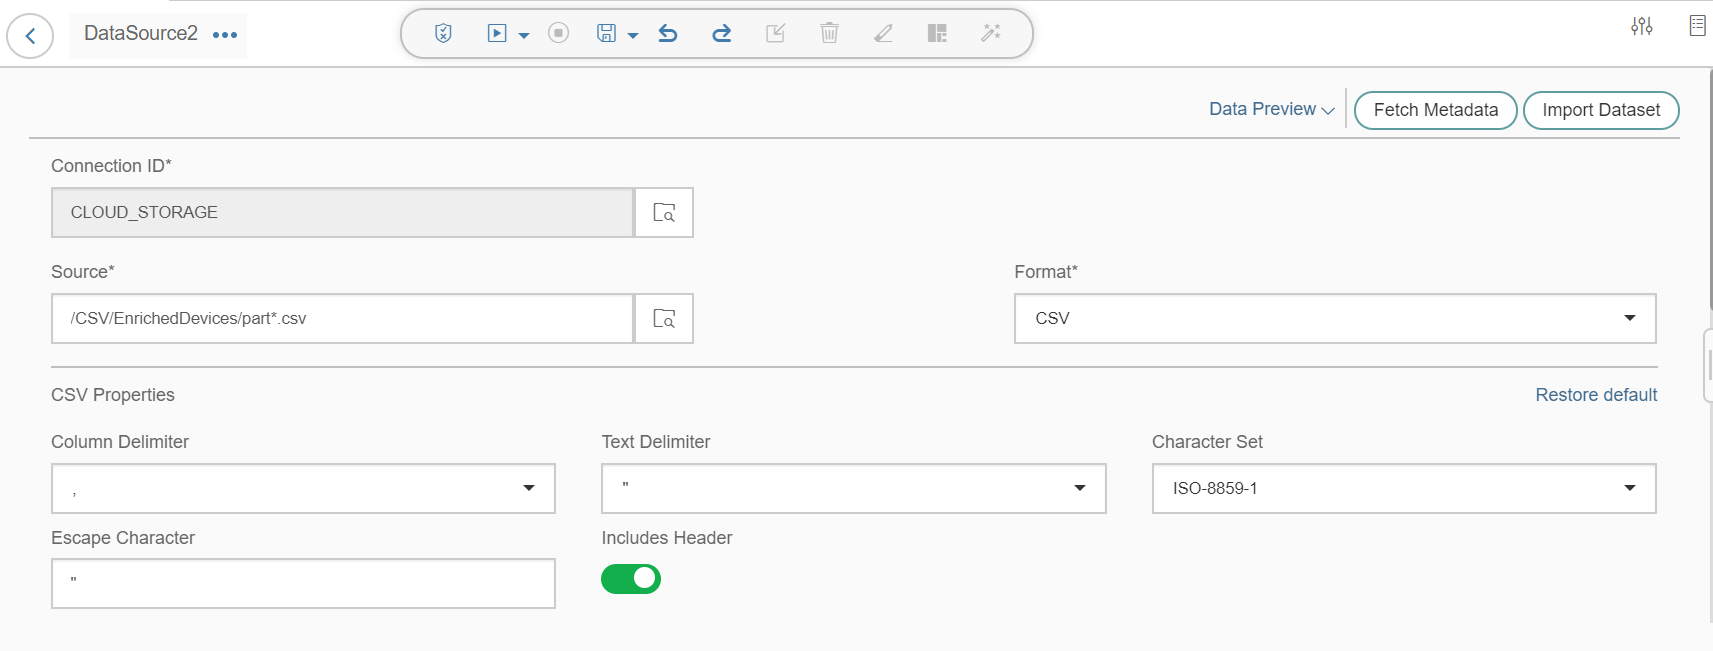 DataSource2
Data Preview Fetch Metadata Import Dataset
Connection ID*
CLOUD_STORAGE
Source* Format*
/CSV/EnrichedDevices/part*.csv CSV
CSV Properties Restore default
Column Delimiter Text Delimiter Character Set
, " ISO-8859-1
Escape Character Includes Header
"